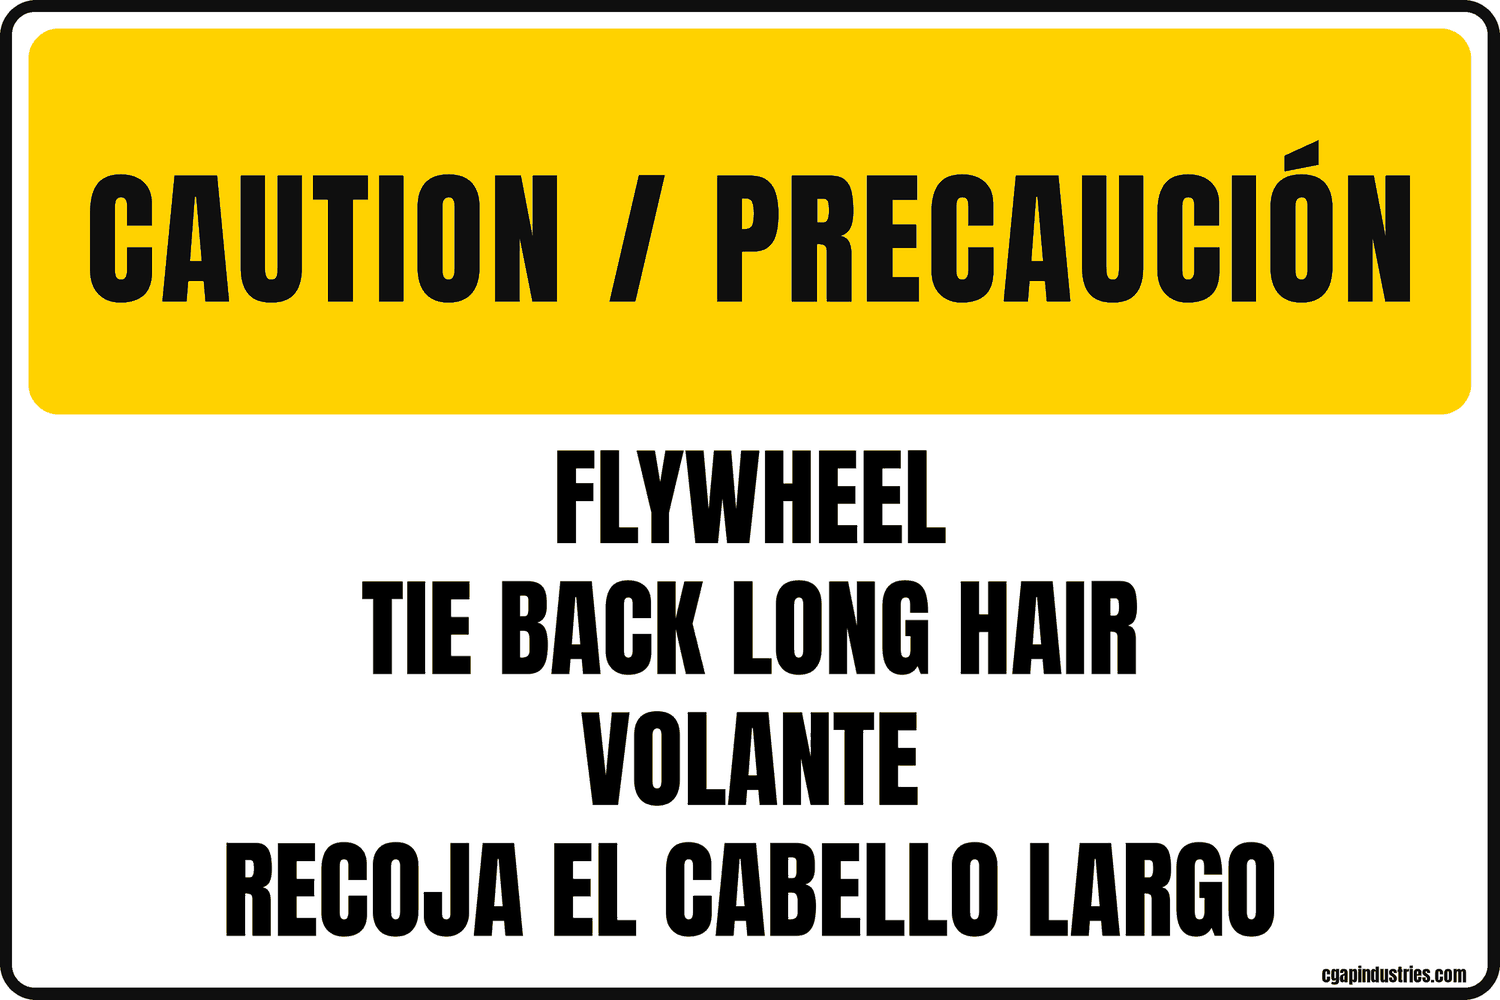 CAUTION / PRECAUCIÓN
FLYWHEEL
TIE BACK LONG HAIR
VOLANTE
RECOJA EL CABELLO LARGO
cgapindustries.com